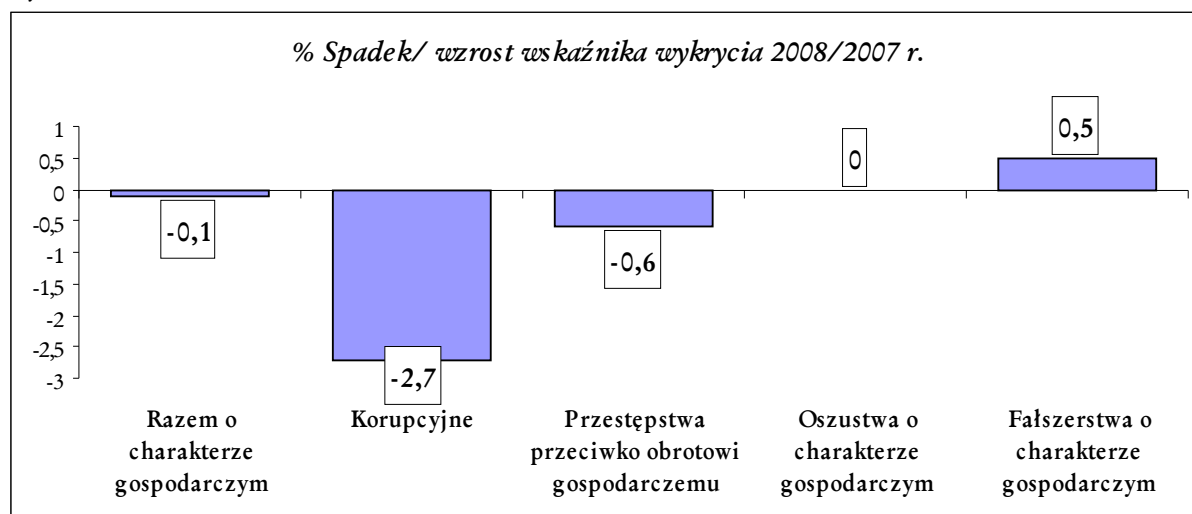 % Spadek/ wzrost wskaźnika wykrycia 2008/2007 r.
1
0,5
0
-0,5
-1
-1,5
-2
-2,5
-3
-0,1
-2,7
-0,6
0
0,5
Razem o
charakterze
gospodarczym
Korupcyjne
Przestępstwa
przeciwko obrotowi
gospodarczemu
Oszustwa o
charakterze
gospodarczym
Fałszerstwa o
charakterze
gospodarczym